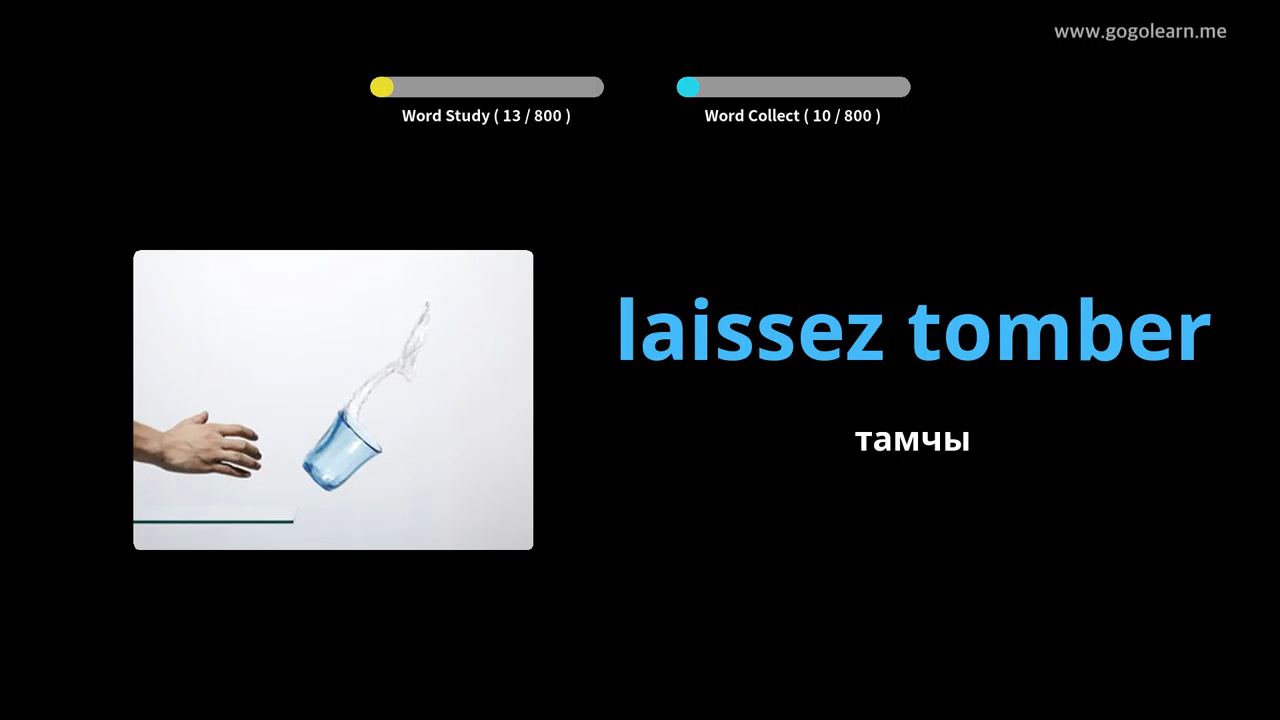 www.gogolearn.me
Word Study ( 13 / 800 )
Word Collect ( 10 / 800 )
laissez tomber
тамчы